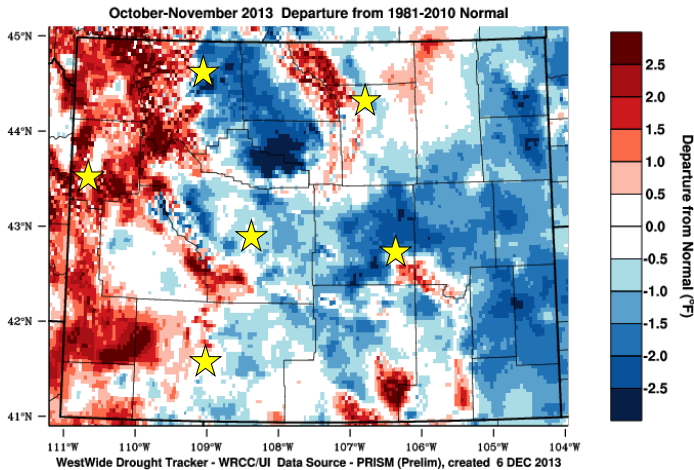 October-November 2013 Departure from 1981-2010 Normal
45°N
44°N
43°N
42°N
41°N
111°W 110°W 109°W 108°W 107°W 106°W 105°W 104°W
2.5
2.0
1.5
1.0
0.5
0.0
-0.5
-1.0
-1.5
-2.0
-2.5
Departure from Normal (°F)
WestWide Drought Tracker - WRCC/UI Data Source - PRISM (Prelim), created 6 DEC 2013